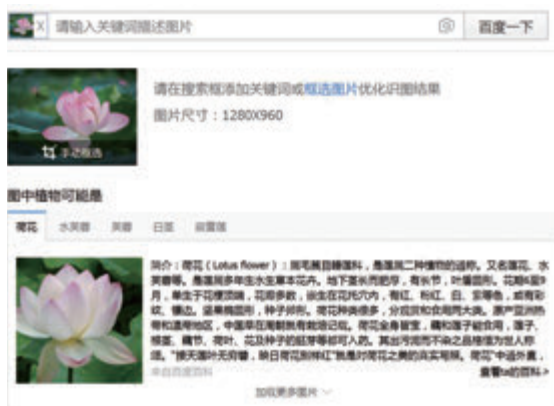 请输入关键词描述图片
百度一下
请在搜索框添加关键词或框选图片优化识图结果
图片尺寸：1280X960
手动框选
图中植物可能是
荷花 水芙蓉 芙蓉 白莲
简介：荷花（Lotus flower）：属毛茛目睡莲科，是莲属二种植物的通称。又名莲花、水
芙蓉等。是莲属多年生水生草本花卉。地下茎长而肥厚，有长节，叶盾圆形。花期6至9
月，单生于花梗顶端，花瓣多数，嵌生在花托穴内，有红、粉红、白、紫等色，或有彩
纹、镶边。坚果椭圆形，种子卵形。荷花种类很多，分观赏和食用两大类。原产亚洲热
带和温带地区，中国早在周朝就有栽培记载。荷花全身皆宝，藕和莲子能食用，莲子、
根茎、藕节、荷叶、花及种子的胚芽等都可入药。其出污泥而不染之品格恒为世人称
颂。"接天莲叶无穷碧，映日荷花别样红"就是对荷花之美的真实写照。荷花"中通外直，
来自百度百科 查看ta的百科>
加载更多图片